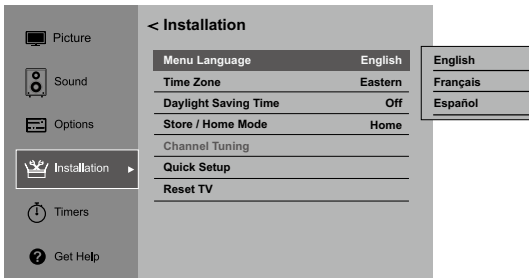 Picture
Sound
Options
Installation
Timers
Get Help
< Installation
Menu Language English
Time Zone Eastern
Daylight Saving Time Off
Store / Home Mode Home
Channel Tuning
Quick Setup
Reset TV
English
Français
Español